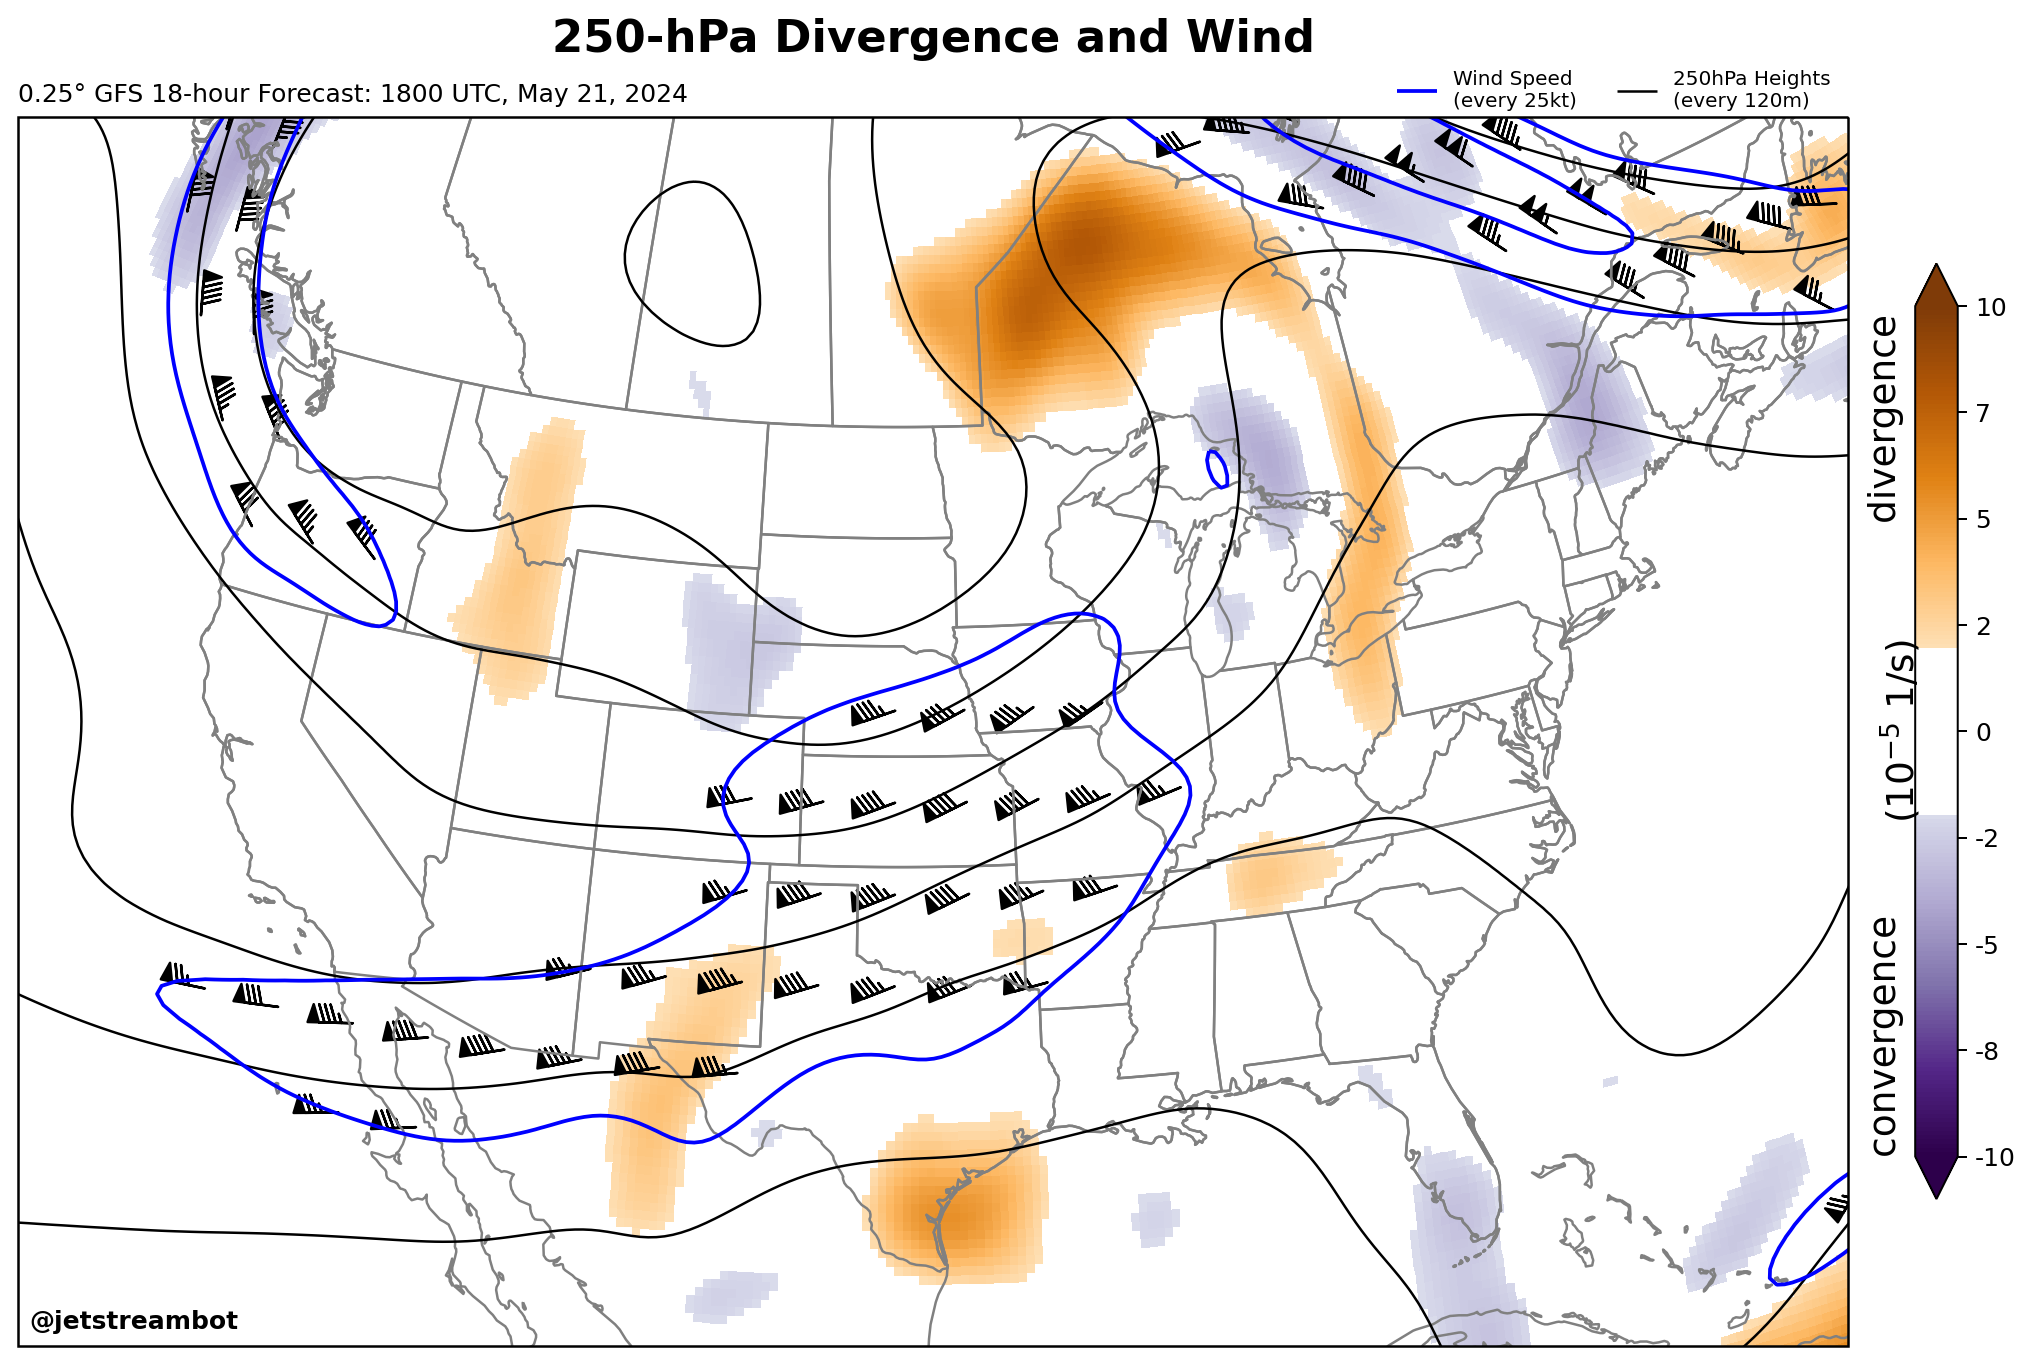 250-hPa Divergence and Wind
0.25° GFS 18-hour Forecast: 1800 UTC, May 21, 2024
Wind Speed
(every 25kt)
250hPa Heights
(every 120m)
10
7
5
2
0
-2
-5
-8
-10
divergence
(10⁻⁵ 1/s)
convergence
@jetstreambot